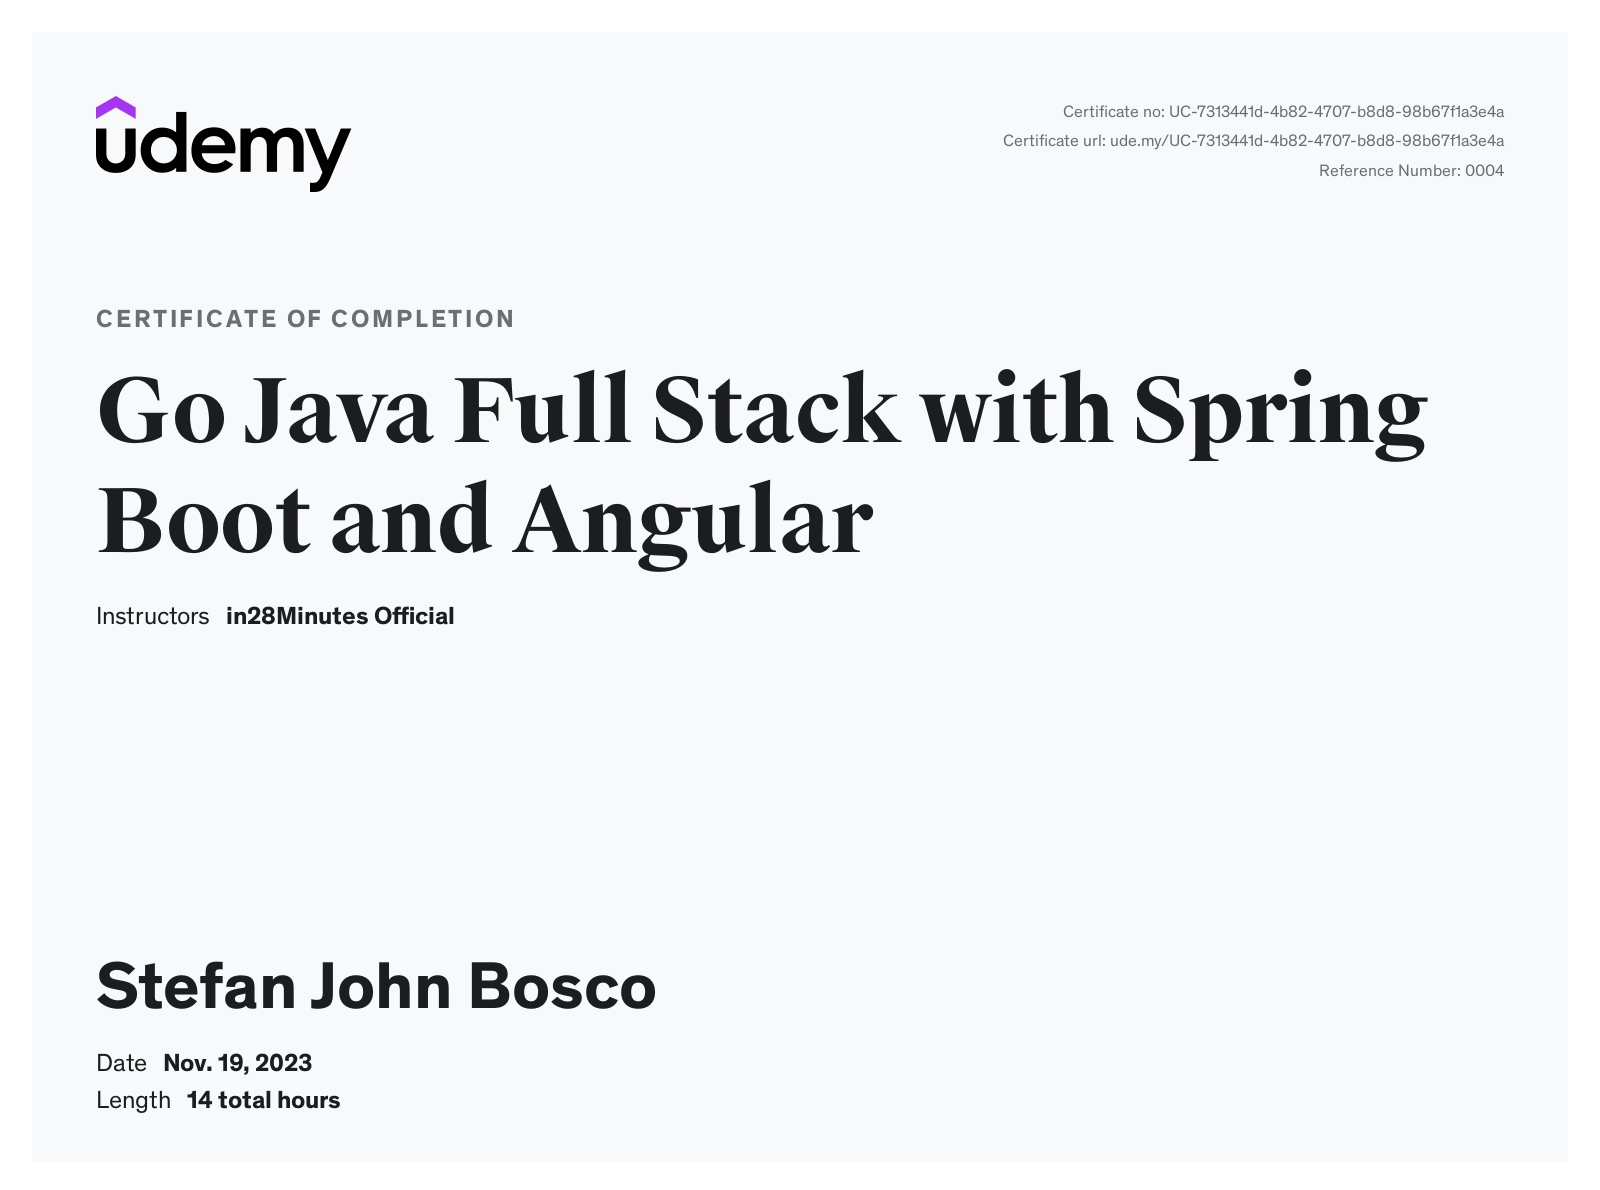 udemy
Certificate no: UC-7313441d-4b82-4707-b8d8-98b67f1a3e4a
Certificate url: ude.my/UC-7313441d-4b82-4707-b8d8-98b67f1a3e4a
Reference Number: 0004
CERTIFICATE OF COMPLETION
Go Java Full Stack with Spring
Boot and Angular
Instructors in28Minutes Official
Stefan John Bosco
Date Nov. 19, 2023
Length 14 total hours